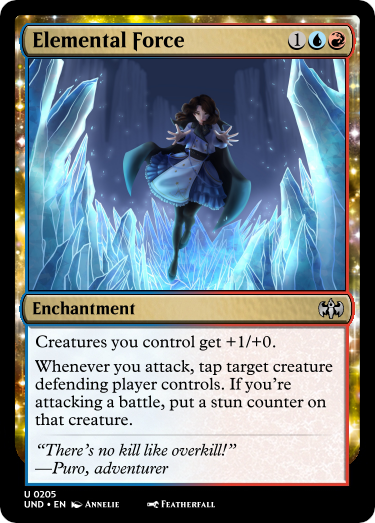 Elemental Force 1
Enchantment
Creatures you control get +1/+0.
Whenever you attack, tap target creature
defending player controls. If you're
attacking a battle, put a stun counter on
that creature.
"There's no kill like overkill!"
—Puro, adventurer
U 0205
UND • EN Annelie Featherfall